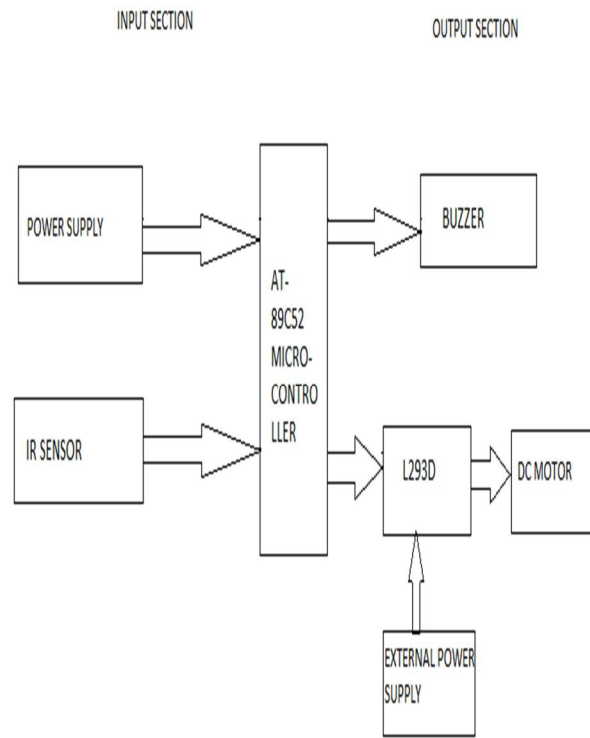 INPUT SECTION
OUTPUT SECTION
POWER SUPPLY
BUZZER
AT-
89C52
MICRO-
CONTRO
LLER
IR SENSOR
L293D
DC MOTOR
EXTERNAL POWER
SUPPLY